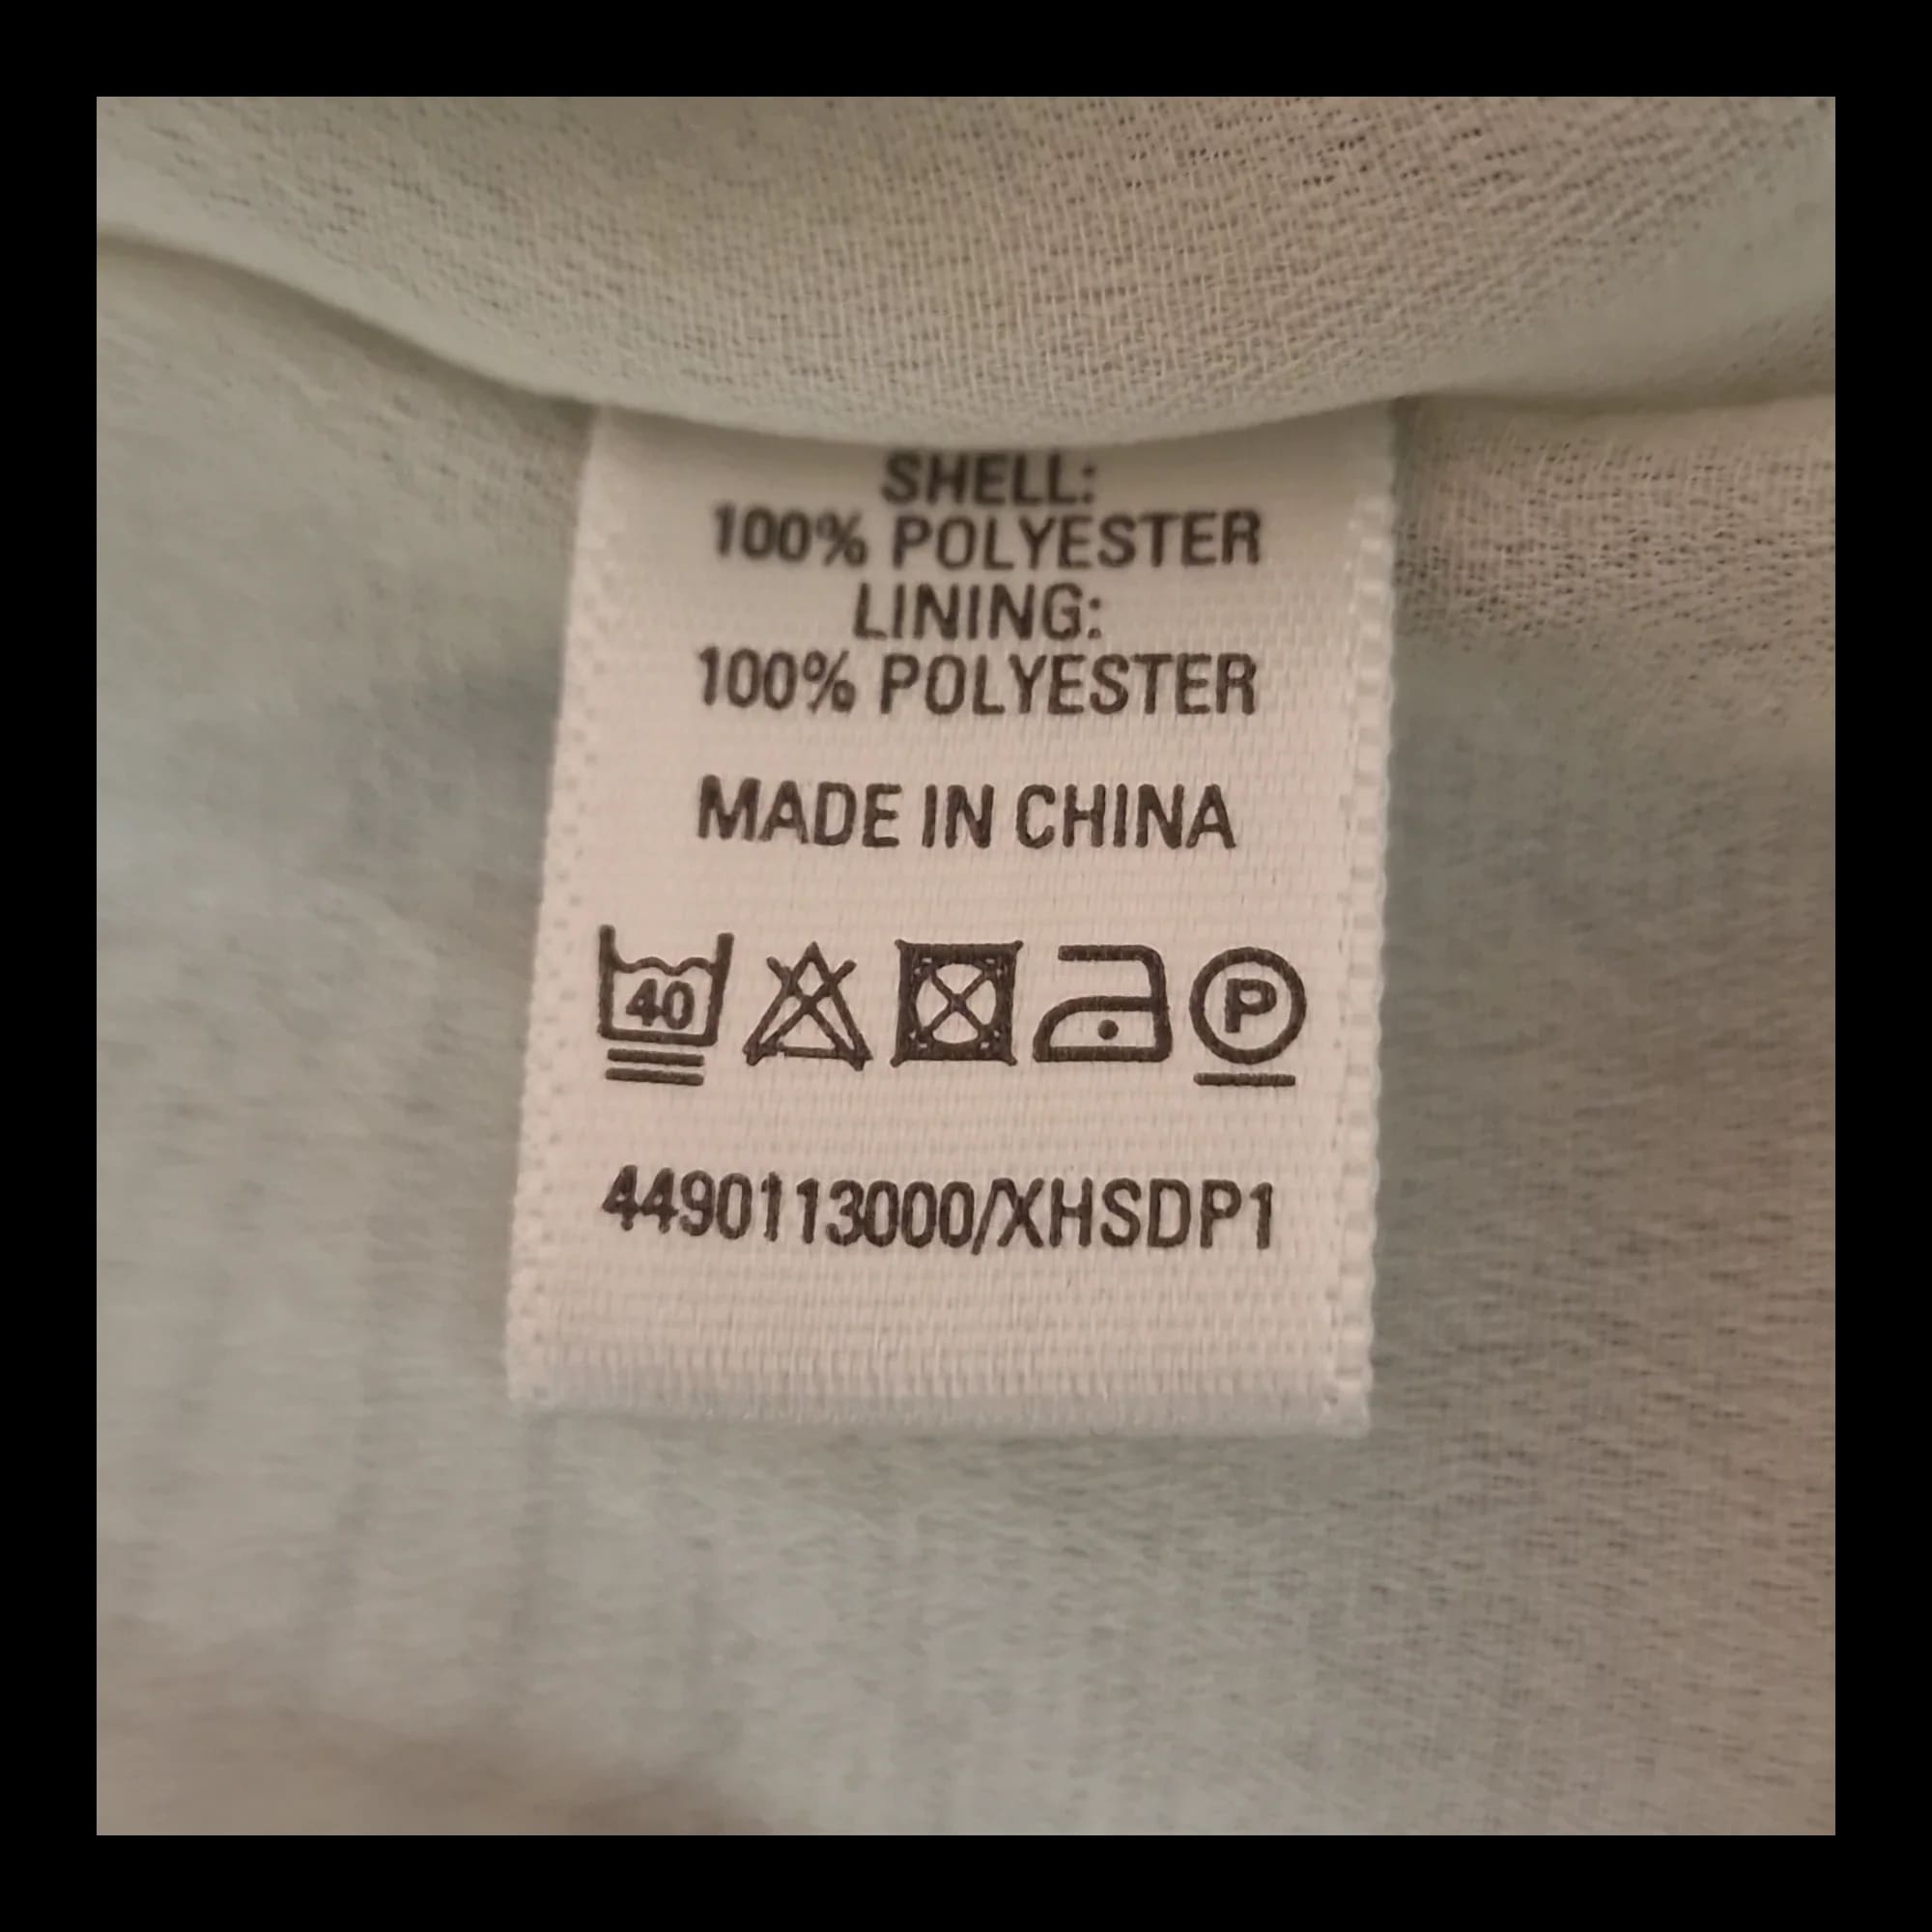 SHELL:
100% POLYESTER
LINING:
100% POLYESTER
MADE IN CHINA
40 P
4490113000/XHSDP1